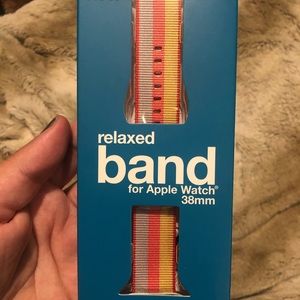 relaxed
band
for Apple Watch®
38mm